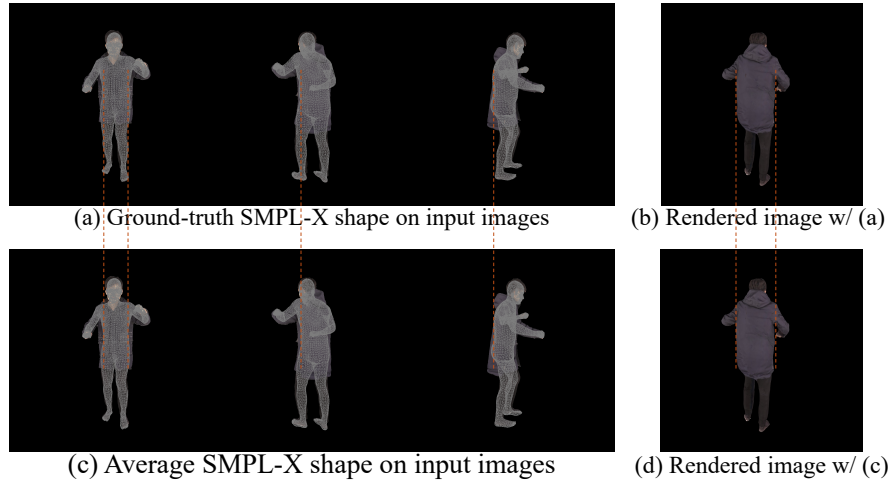 (a) Ground-truth SMPL-X shape on input images
(b) Rendered image w/ (a)
(c) Average SMPL-X shape on input images
(d) Rendered image w/ (c)